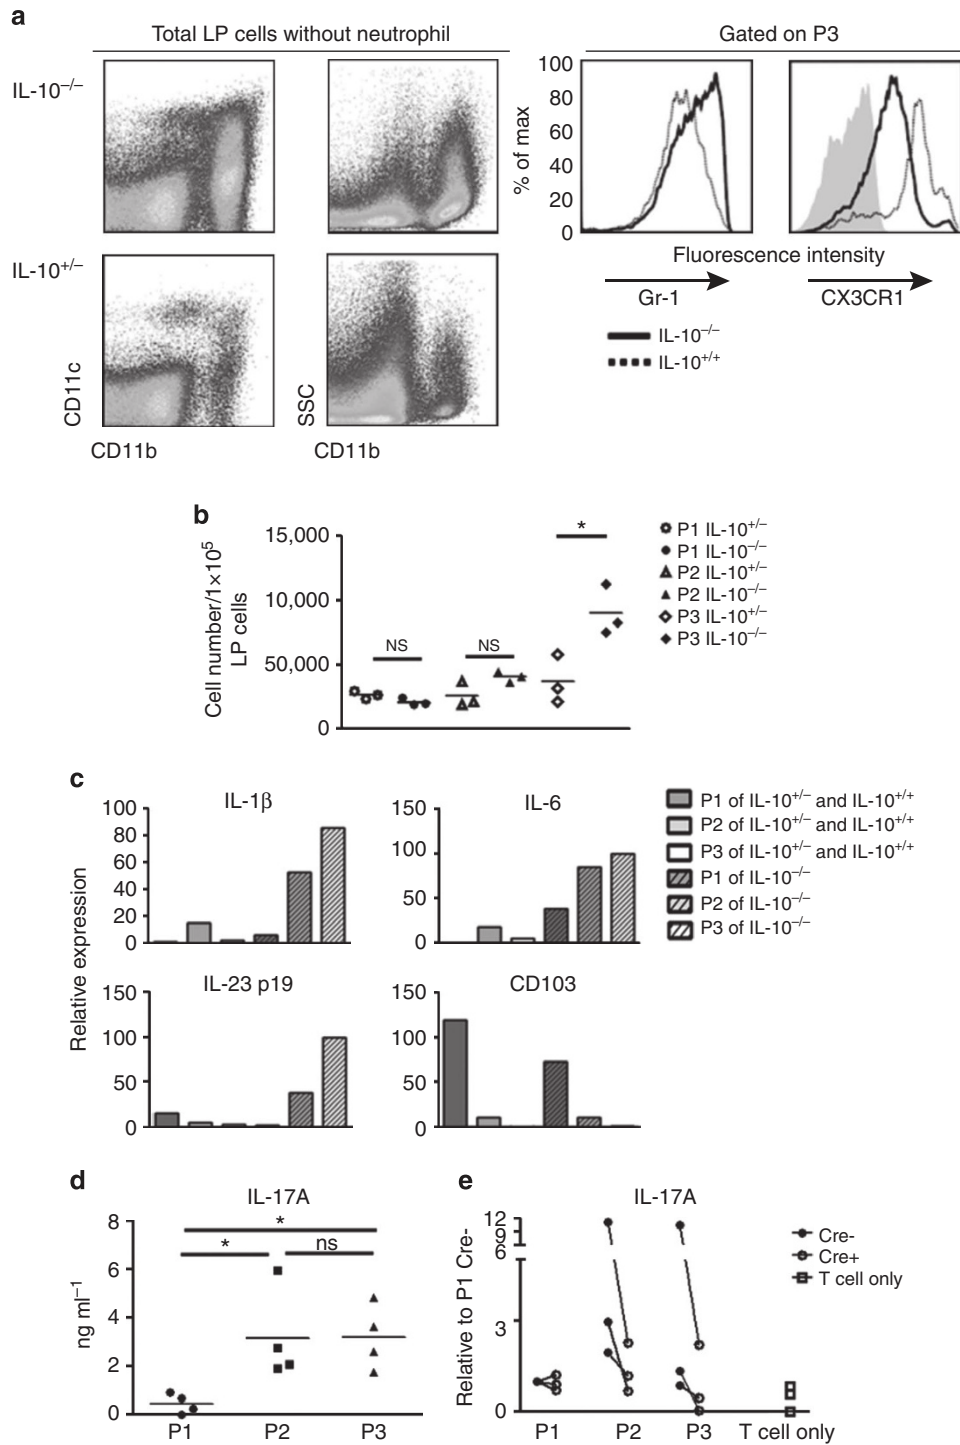 a
Total LP cells without neutrophil
Gated on P3
IL-10–/–
IL-10+/–
CD11c
SSC
CD11b
CD11b
% of max
100
80
60
40
20
0
Fluorescence intensity
Gr-1
CX3CR1
IL-10–/–
IL-10+/+
b
Cell number/1×105
LP cells
15,000
10,000
50,000
0
NS
NS
*
P1 IL-10+/–
P1 IL-10–/–
P2 IL-10+/–
P2 IL-10–/–
P3 IL-10+/–
P3 IL-10–/–
c
Relative expression
IL-1β
100
80
60
40
20
0
IL-6
150
100
50
0
IL-23 p19
150
100
50
0
CD103
150
100
50
0
P1 of IL-10+/– and IL-10+/+
P2 of IL-10+/– and IL-10+/+
P3 of IL-10+/– and IL-10+/+
P1 of IL-10–/–
P2 of IL-10–/–
P3 of IL-10–/–
d
IL-17A
ng ml–1
8
6
4
2
0
*
*
ns
P1
P2
P3
e
IL-17A
Relative to P1 Cre-
12
9
6
3
0
P1
P2
P3
T cell only
Cre-
Cre+
T cell only